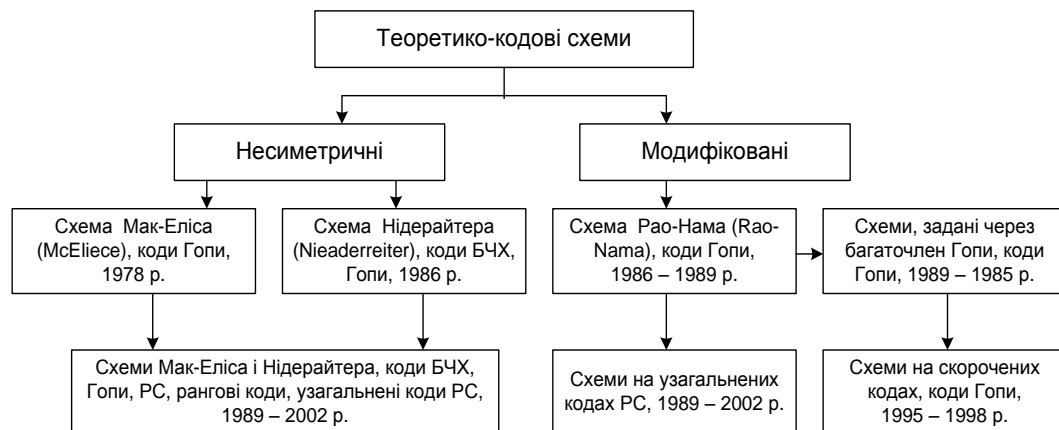 Теоретико-кодові схеми
Несиметричні
Модифіковані
Схема Мак-Еліса
(McEliece), коди Гопи,
1978 р.
Схема Нідерайтера
(Nieaderreiter), коди БЧХ,
Гопи, 1986 р.
Схема Рао-Нама (Rao-
Nama), коди Гопи,
1986 – 1989 р.
Схеми, задані через
багаточлен Гопи, коди
Гопи, 1989 – 1985 р.
Схеми Мак-Еліса і Нідерайтера, коди БЧХ,
Гопи, РС, рангові коди, узагальнені коди РС,
1989 – 2002 р.
Схеми на узагальнених
кодах РС, 1989 – 2002 р.
Схеми на скорочених
кодах, коди Гопи,
1995 – 1998 р.